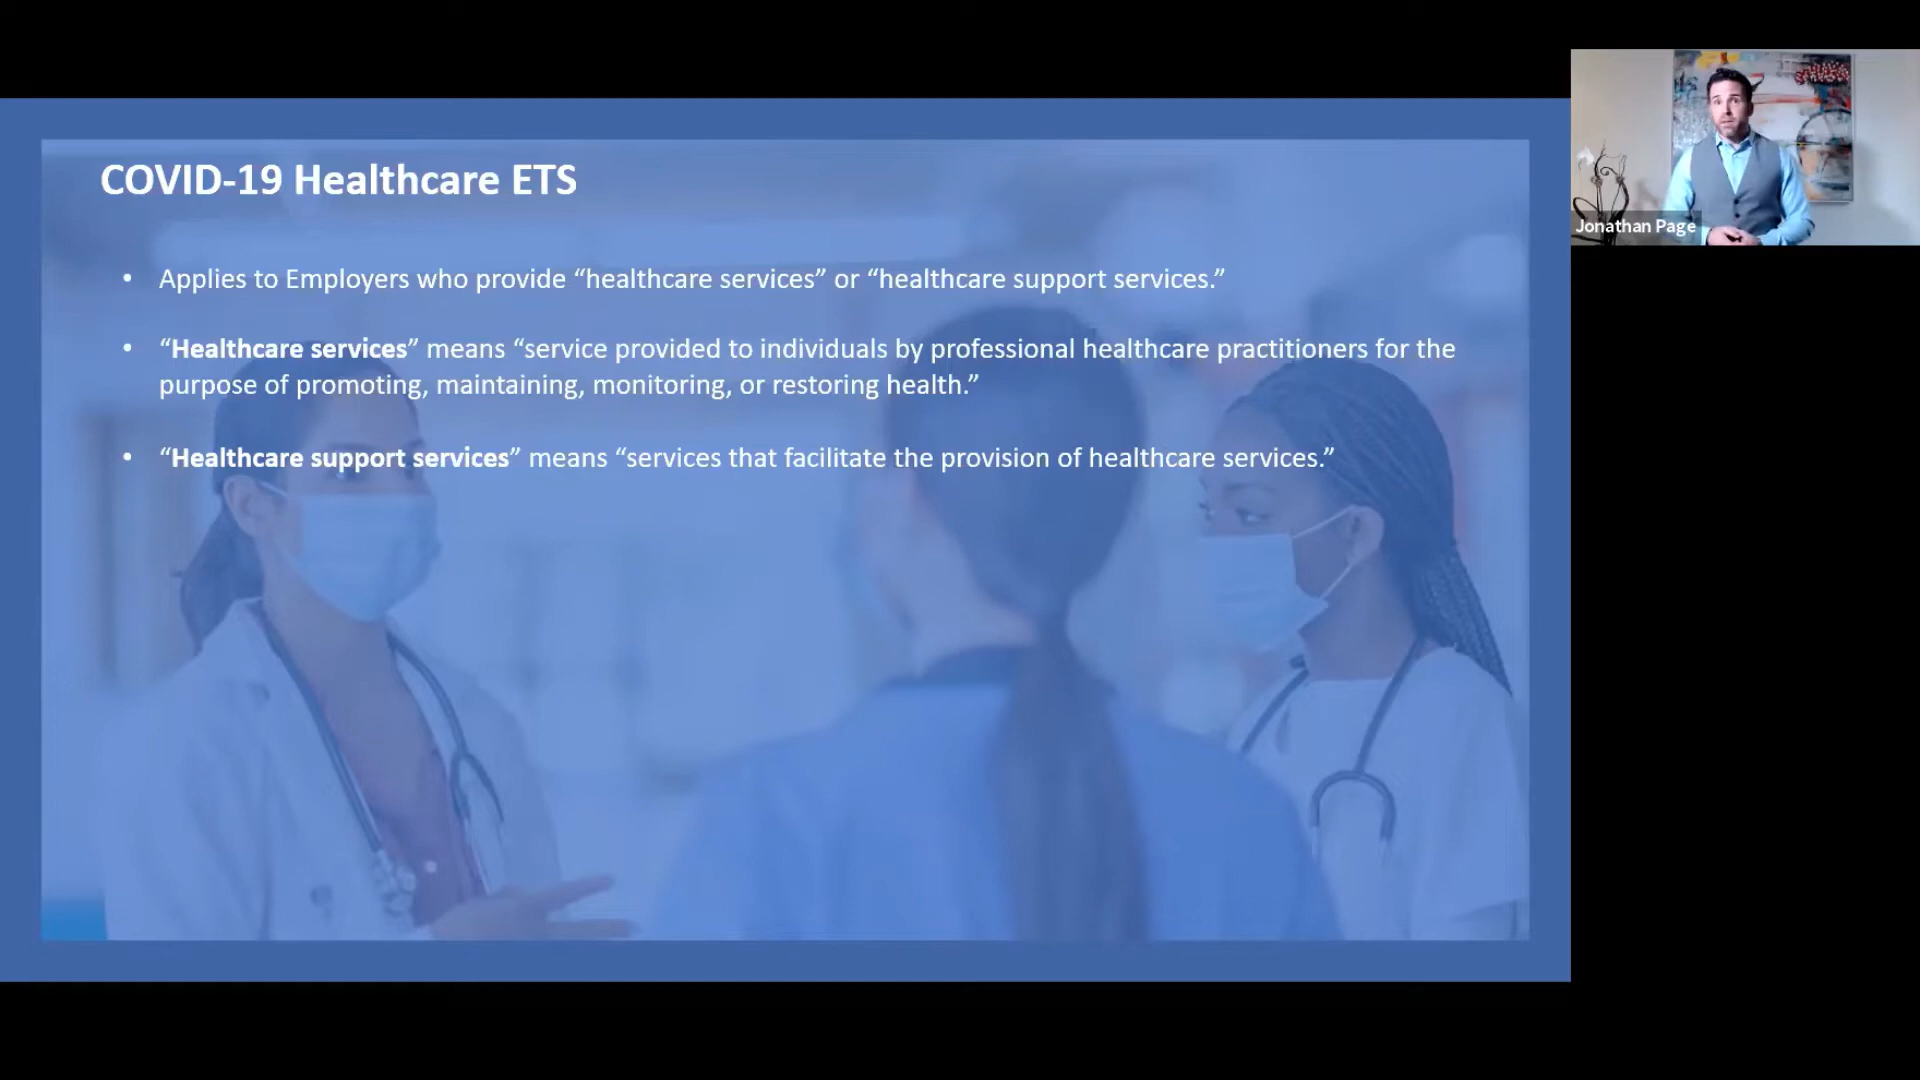 COVID-19 Healthcare ETS
• Applies to Employers who provide “healthcare services” or “healthcare support services.”
• “Healthcare services” means “service provided to individuals by professional healthcare practitioners for the
purpose of promoting, maintaining, monitoring, or restoring health.”
• “Healthcare support services” means “services that facilitate the provision of healthcare services.”
Jonathan Page